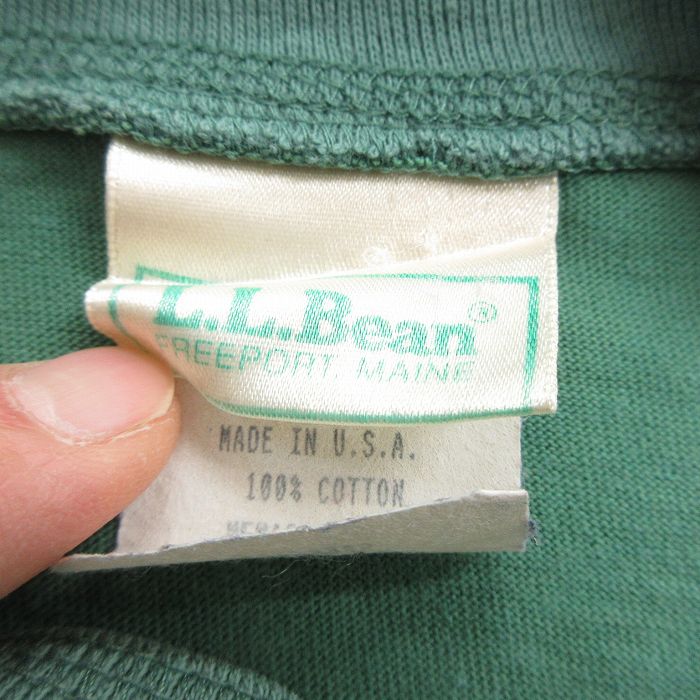 L.L.Bean®
FREEPORT, MAINE
MADE IN U.S.A.
100% COTTON